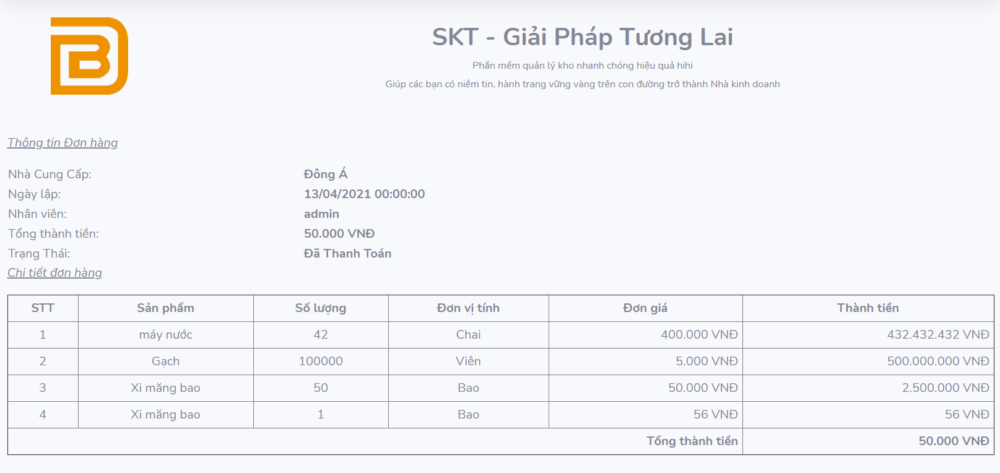 SKT - Giải Pháp Tương Lai
Phần mềm quản lý kho nhanh chóng hiệu quả hihi
Giúp các bạn có niềm tin, hành trang vững vàng trên con đường trở thành Nhà kinh doanh
Thông tin Đơn hàng
Nhà Cung Cấp: Đông Á
Ngày lập: 13/04/2021 00:00:00
Nhân viên: admin
Tổng thành tiền: 50.000 VNĐ
Trạng Thái: Đã Thanh Toán
Chi tiết đơn hàng
STT Sản phẩm Số lượng Đơn vị tính Đơn giá Thành tiền
1 máy nước 42 Chai 400.000 VNĐ 432.432.432 VNĐ
2 Gạch 100000 Viên 5.000 VNĐ 500.000.000 VNĐ
3 Xi măng bao 50 Bao 50.000 VNĐ 2.500.000 VNĐ
4 Xi măng bao 1 Bao 56 VNĐ 56 VNĐ
Tổng thành tiền 50.000 VNĐ